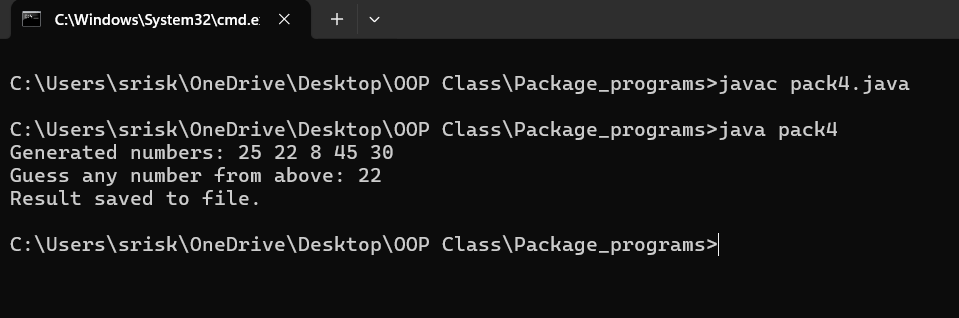 C:\Windows\System32\cmd.e
C:\Users\srisk\OneDrive\Desktop\OOP Class\Package_programs>javac pack4.java
C:\Users\srisk\OneDrive\Desktop\OOP Class\Package_programs>java pack4
Generated numbers: 25 22 8 45 30
Guess any number from above: 22
Result saved to file.
C:\Users\srisk\OneDrive\Desktop\OOP Class\Package_programs>